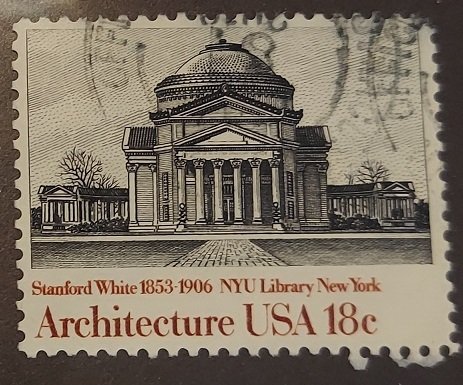 Stanford White 1853-1906 NYU Library New York
Architecture USA 18c